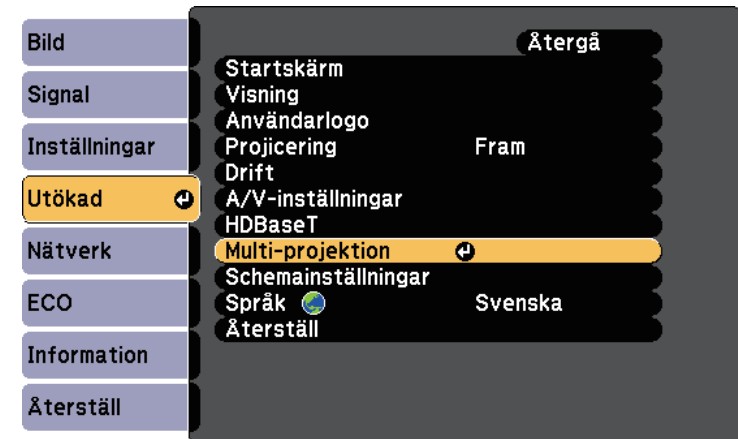 Bild
Signal
Inställningar
Utökad
Nätverk
ECO
Information
Återställ
Återgå
Startskärm
Visning
Användarlogo
Projicering Fram
Drift
A/V-inställningar
HDBaseT
Multi-projektion
Schemainställningar
Språk Svenska
Återställ